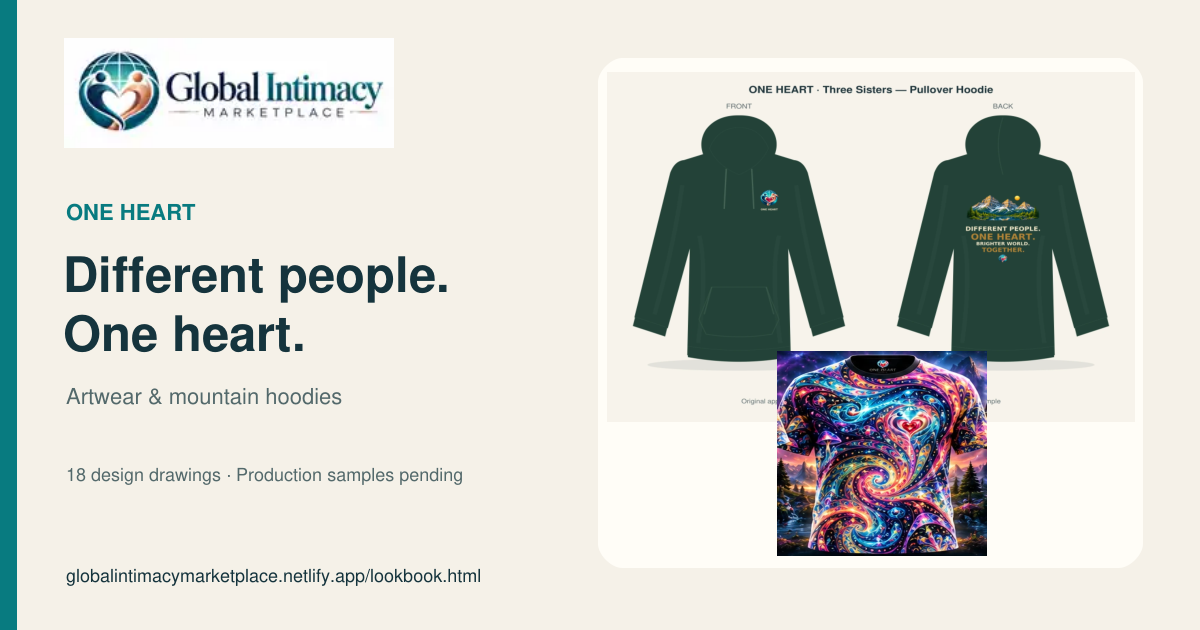 Global Intimacy
MARKETPLACE
ONE HEART
Different people.
One heart.
Artwear & mountain hoodies
18 design drawings · Production samples pending
globalintimacymarketplace.netlify.app/lookbook.html
ONE HEART · Three Sisters — Pullover Hoodie
FRONT
BACK
ONE HEART
DIFFERENT PEOPLE.
ONE HEART.
BRIGHTER WORLD.
TOGETHER.
Original
ONE HEART